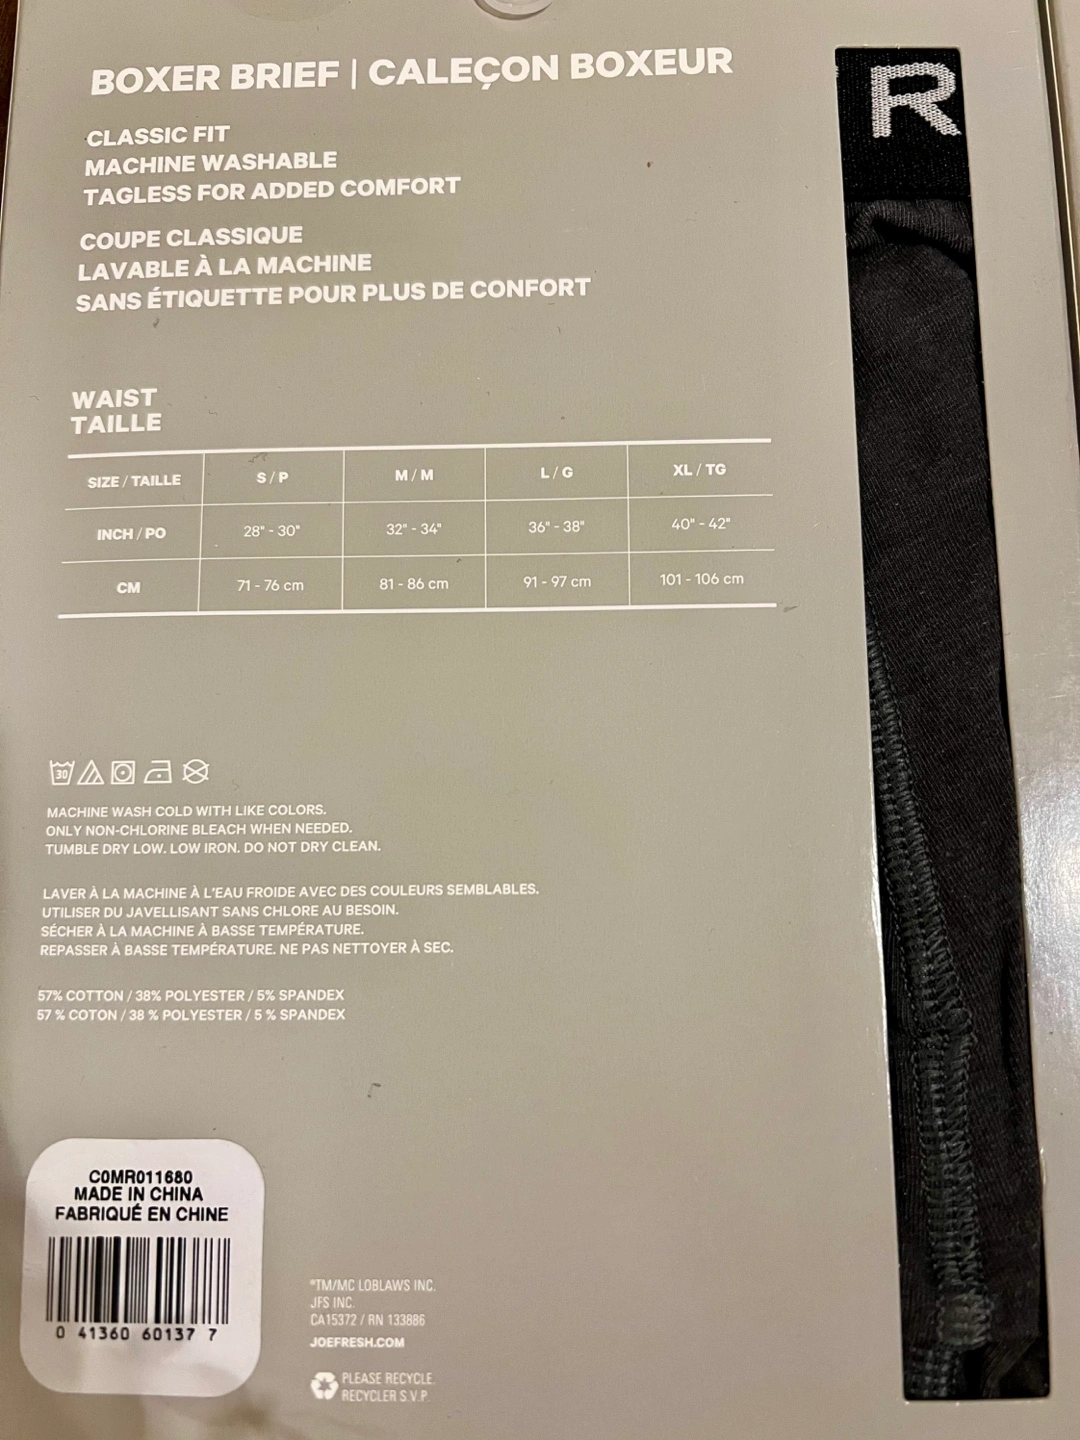 BOXER BRIEF | CALEÇON BOXEUR
CLASSIC FIT
MACHINE WASHABLE
TAGLESS FOR ADDED COMFORT
COUPE CLASSIQUE
LAVABLE À LA MACHINE
SANS ÉTIQUETTE POUR PLUS DE CONFORT
R
WAIST
TAILLE
SIZE / TAILLE S / P M / M L / G XL / TG
INCH / PO 28" - 30" 32" - 34" 36" - 38" 40" - 42"
CM 71 - 76 cm 81 - 86 cm 91 - 97 cm 101 - 106 cm
30
MACHINE WASH COLD WITH LIKE COLORS.
ONLY NON-CHLORINE BLEACH WHEN NEEDED.
TUMBLE DRY LOW. LOW IRON. DO NOT DRY CLEAN.
LAVER À LA MACHINE À L'EAU FROIDE AVEC DES COULEURS SEMBLABLES.
UTILISER DU JAVELLISANT SANS CHLORE AU BESOIN.
SÉCHER À LA MACHINE À BASSE TEMPÉRATURE.
REPASSER À BASSE TEMPÉRATURE. NE PAS NETTOYER À SEC.
57% COTTON / 38% POLYESTER / 5% SPANDEX
57 % COTON / 38 % POLYESTER / 5 % SPANDEX
C0MR011680
MADE IN CHINA
FABRIQUÉ EN CHINE
0 41360 60137 7
®TM/MC LOBLAWS INC.
JFS INC.
CA15372 / RN 133886
JOEFRESH.COM
PLEASE RECYCLE.
RECYCLER S.V.P.